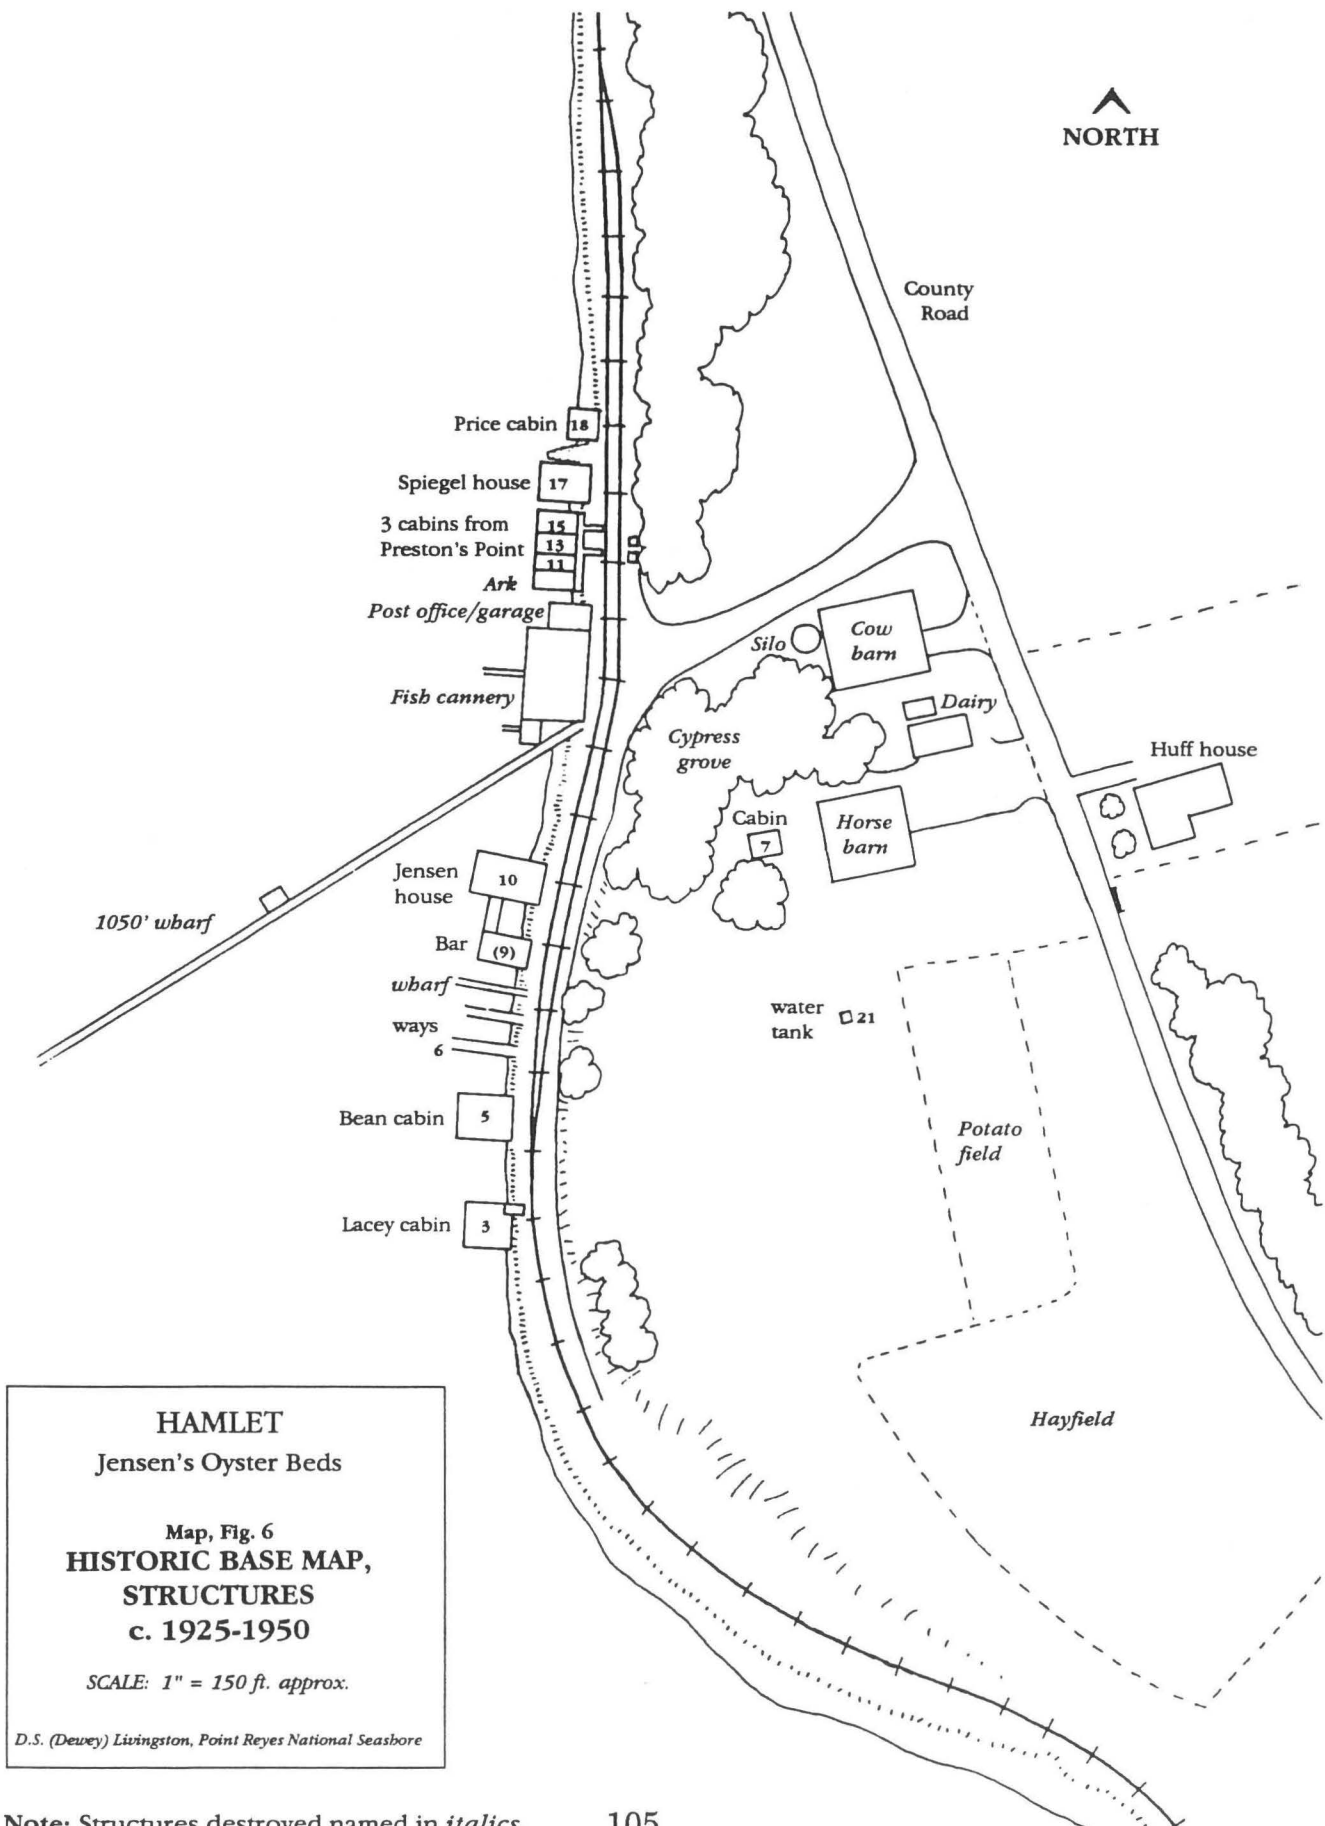 NORTH
County
Road
Price cabin 18
Spiegel house 17
3 cabins from
Preston's Point
15
13
11
Ark
Post office/garage
Fish cannery
Silo
Cow
barn
Dairy
Cypress
grove
Huff house
Cabin
7
Horse
barn
Jensen
house
10
1050' wharf
Bar (9)
wharf
ways
6
water
tank
21
Bean cabin 5
Potato
field
Lacey cabin 3
Hayfield
HAMLET
Jensen's Oyster Beds
Map, Fig. 6
HISTORIC BASE MAP,
STRUCTURES
c. 1925-1950
SCALE: 1" = 150 ft. approx.
D.S. (Dewey) Livingston, Point Reyes National Seashore
Note: Structures destroyed named in italics
105